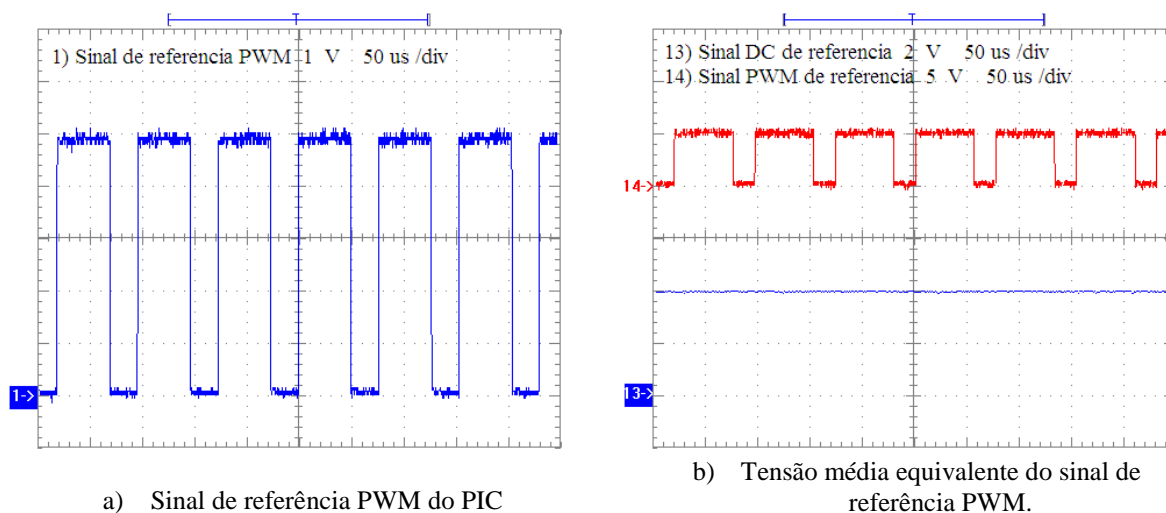 1) Sinal de referencia PWM 1 V 50 us /div
1->
a) Sinal de referência PWM do PIC
13) Sinal DC de referencia 2 V 50 us /div
14) Sinal PWM de referencia 5 V 50 us /div
14->
13->
b) Tensão média equivalente do sinal de
referência PWM.